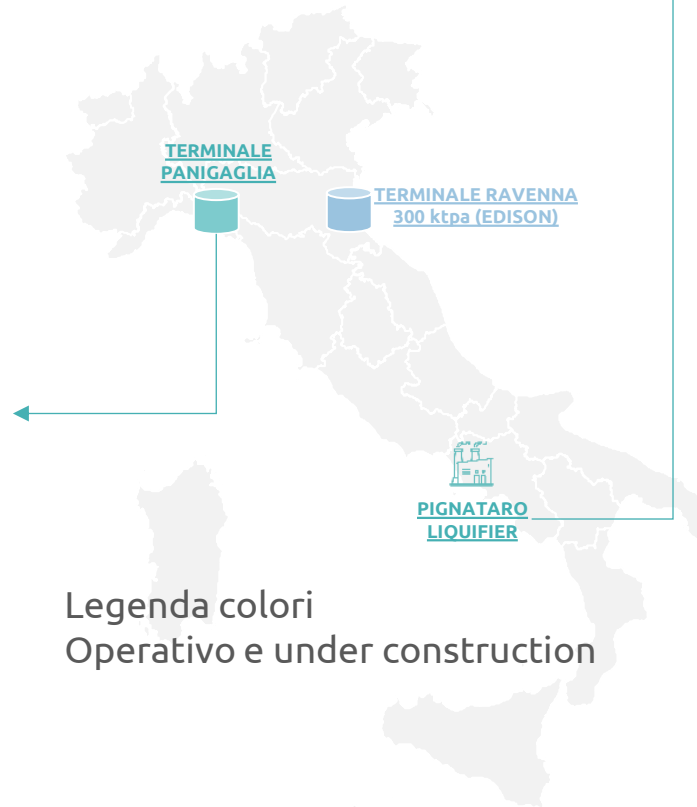 TERMINALE
PANIGAGLIA
TERMINALE RAVENNA
300 ktpa (EDISON)
PIGNATARO
LIQUIFIER
Legenda colori
Operativo e under construction